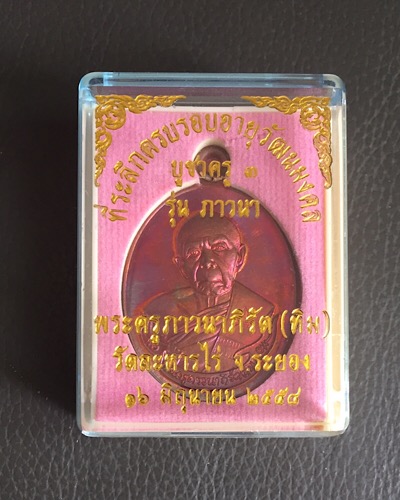 ที่ระลึกครบรอบอายุวัฒนมงคล
บูชาครู ๓
รุ่น ภาวนา
พระครูภาวนาภิรัต (ทิม)
วัดละหารไร่ จ.ระยอง
๑๖ มิถุนายน ๒๕๕๔